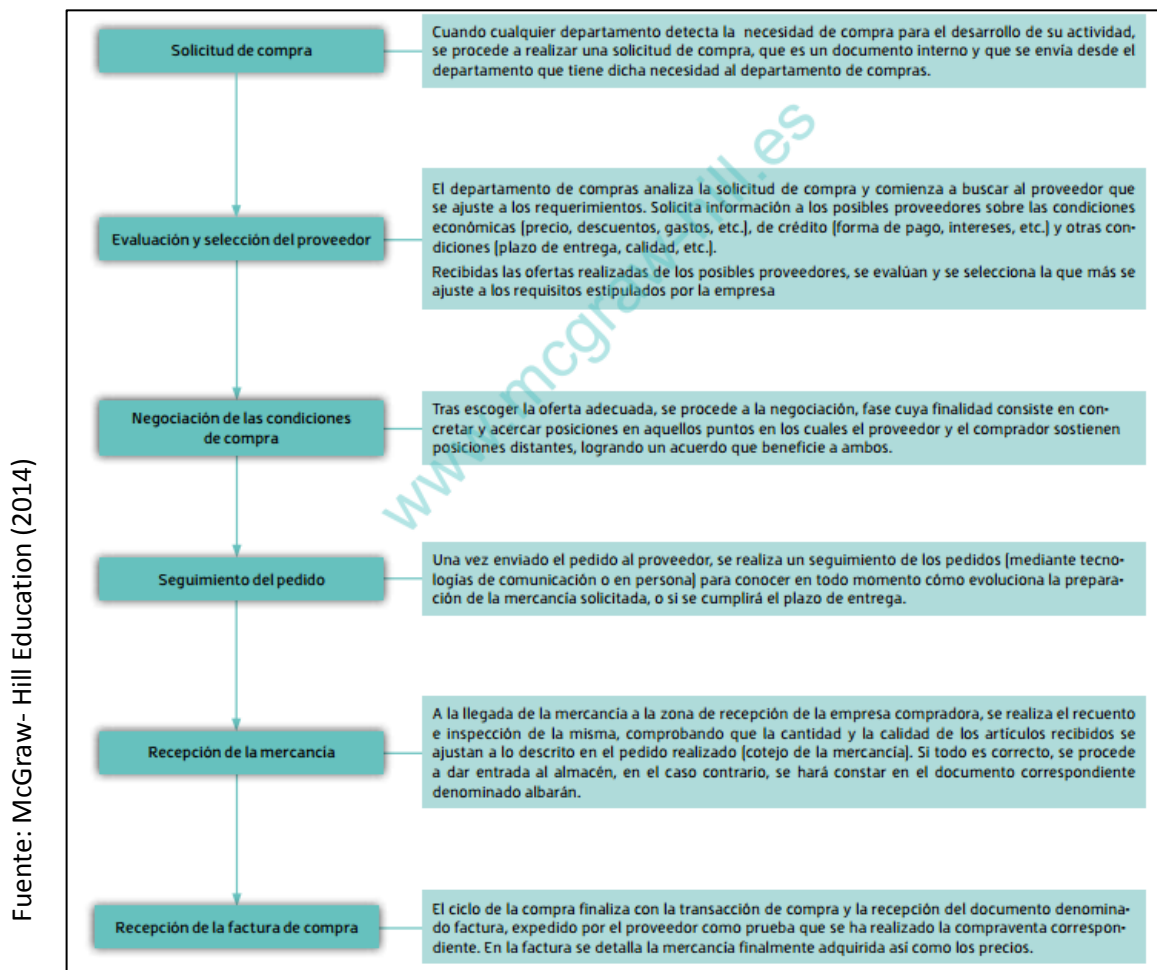 Solicitud de compra
Cuando cualquier departamento detecta la necesidad de compra para el desarrollo de su actividad,
se procede a realizar una solicitud de compra, que es un documento interno y que se envía desde el
departamento que tiene dicha necesidad al departamento de compras.
Evaluación y selección del proveedor
El departamento de compras analiza la solicitud de compra y comienza a buscar al proveedor que
se ajuste a los requerimientos. Solicita información a los posibles proveedores sobre las condiciones
económicas (precio, descuentos, gastos, etc.), de crédito (forma de pago, intereses, etc.) y otras con-
diciones (plazo de entrega, calidad, etc.).
Recibidas las ofertas realizadas de los posibles proveedores, se evalúan y se selecciona la que más se
ajuste a los requisitos estipulados por la empresa
Negociación de las condiciones
de compra
Tras escoger la oferta adecuada, se procede a la negociación, fase cuya finalidad consiste en con-
cretar y acercar posiciones en aquellos puntos en los cuales el proveedor y el comprador sostienen
posiciones distantes, logrando un acuerdo que beneficie a ambos.
Seguimiento del pedido
Una vez enviado el pedido al proveedor, se realiza un seguimiento de los pedidos (mediante tecno-
logías de comunicación o en persona) para conocer en todo momento cómo evoluciona la prepara-
ción de la mercancía solicitada, o si se cumplirá el plazo de entrega.
Recepción de la mercancía
A la llegada de la mercancía a la zona de recepción de la empresa compradora, se realiza el recuento
e inspección de la misma, comprobando que la cantidad y la calidad de los artículos recibidos se
ajustan a lo descrito en el pedido realizado (cotejo de la mercancía). Si todo es correcto, se procede
a dar entrada al almacén, en el caso contrario, se hará constar en el documento correspondiente
denominado albarán.
Recepción de la factura de compra
El ciclo de la compra finaliza con la transacción de compra y la recepción del documento denomina-
do factura, expedido por el proveedor como prueba que se ha realizado la compraventa correspon-
diente. En la factura se detalla la mercancía finalmente adquirida así como los precios.
www.mcgraw-hill.es
Fuente: McGraw- Hill Education (2014)